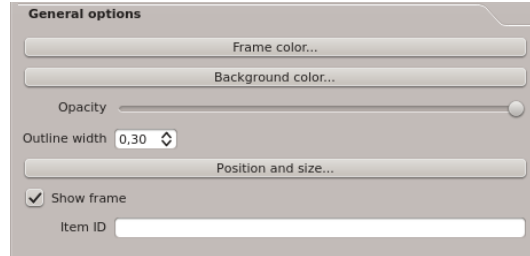 General options
Frame color...
Background color...
Opacity
Outline width 0,30
Position and size...
Show frame
Item ID